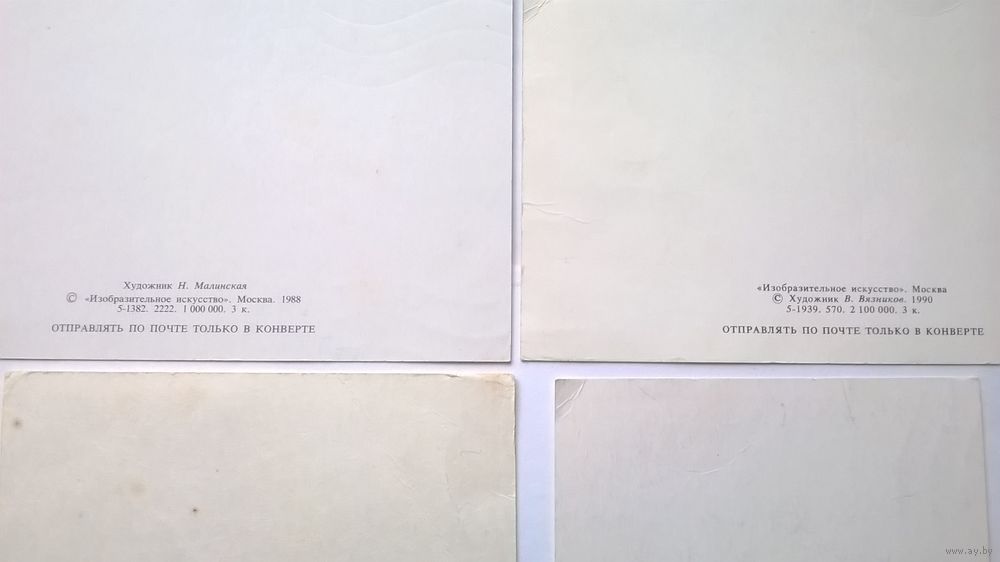 Художник Н. Малинская
© «Изобразительное искусство». Москва. 1988
5-1382. 2222. 1 000 000. 3 к.
ОТПРАВЛЯТЬ ПО ПОЧТЕ ТОЛЬКО В КОНВЕРТЕ
«Изобразительное искусство». Москва
© Художник В. Вязников. 1990
5-1939. 570. 2 100 000. 3 к.
ОТПРАВЛЯТЬ ПО ПОЧТЕ ТОЛЬКО В КОНВЕРТЕ
www.ay.by